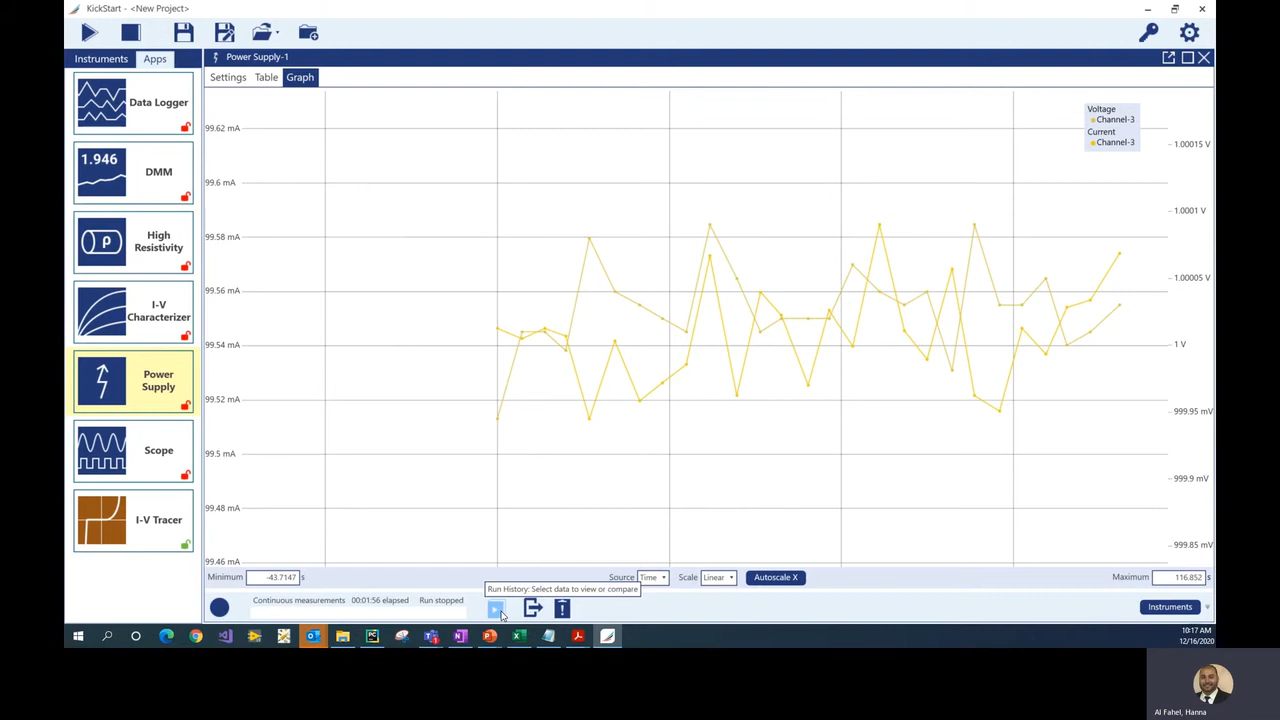 KickStart - <New Project>
Instruments
Apps
Power Supply-1
Settings
Table
Graph
Data Logger
1.946
DMM
High
Resistivity
ρ
I-V
Characterizer
Power
Supply
Scope
I-V Tracer
99.62 mA
99.6 mA
99.58 mA
99.56 mA
99.54 mA
99.52 mA
99.5 mA
99.48 mA
99.46 mA
Voltage
Channel-3
Current
Channel-3
1.00015 V
1.0001 V
1.00005 V
1 V
999.95 mV
999.9 mV
999.85 mV
Minimum
-43.7147 s
Source Time
Scale Linear
Autoscale X
Maximum
116.852 s
Run History: Select data to view or compare
Continuous measurements
00:01:56 elapsed
Run stopped
Instruments
10:17 AM
12/16/2020
Al Fahel, Hanna